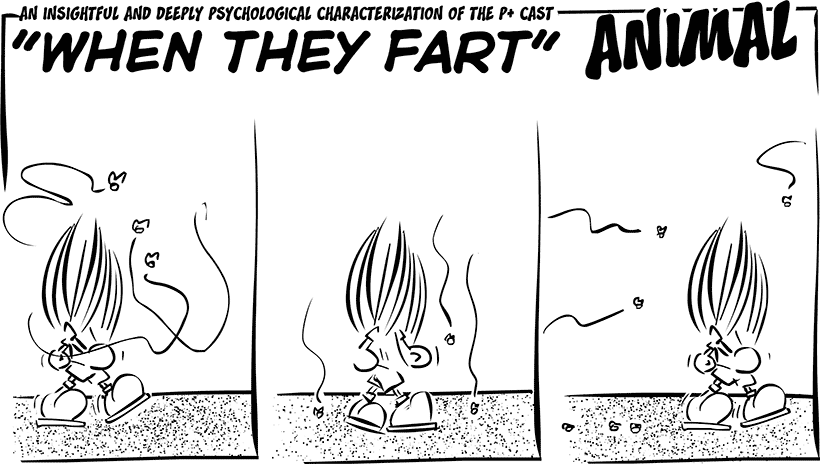 AN INSIGHTFUL AND DEEPLY PSYCHOLOGICAL CHARACTERIZATION OF THE P+ CAST
"WHEN THEY FART" ANIMAL